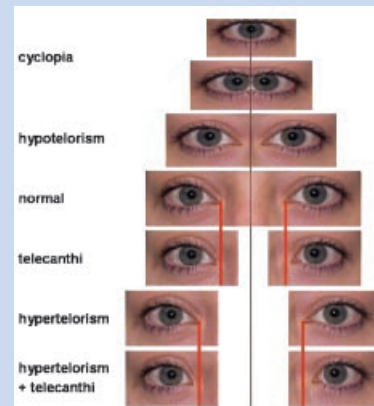 cyclopia
hypotelorism
normal
telecanthi
hypertelorism
hypertelorism
+ telecanthi